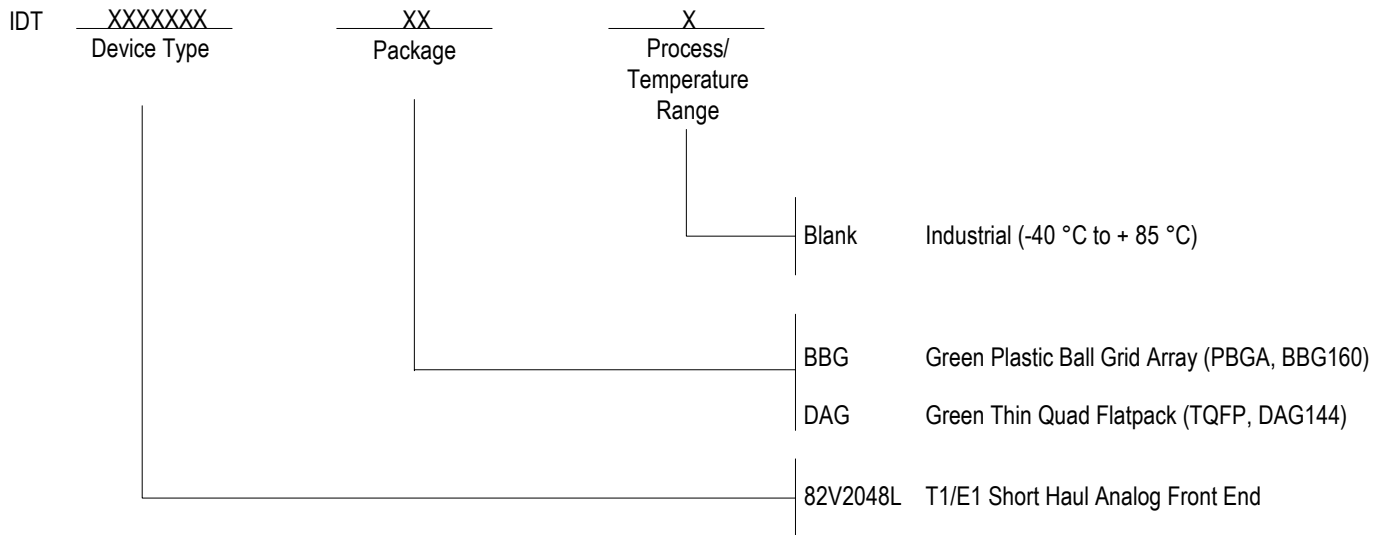 IDT XXXXXXX XX X
Device Type Package Process/
Temperature
Range
Blank Industrial (-40 °C to + 85 °C)
BBG Green Plastic Ball Grid Array (PBGA, BBG160)
DAG Green Thin Quad Flatpack (TQFP, DAG144)
82V2048L T1/E1 Short Haul Analog Front End